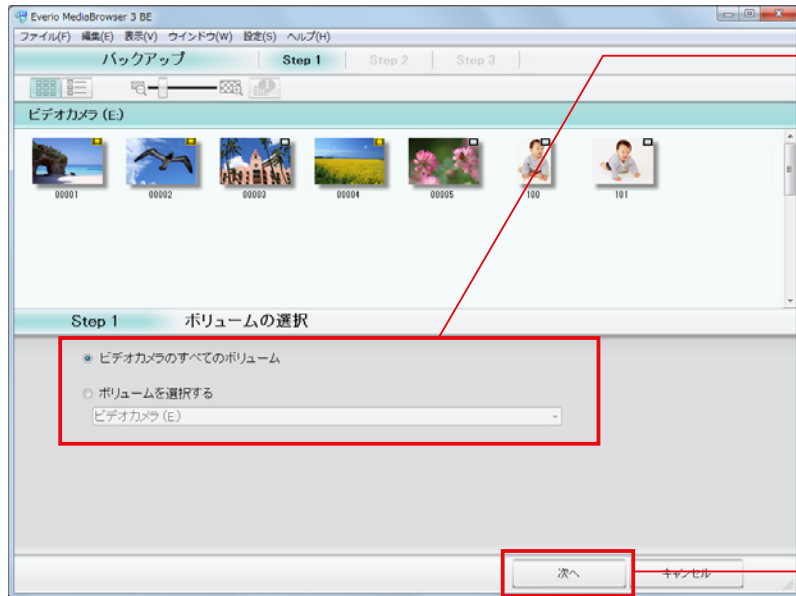 Everio MediaBrowser 3 BE
ファイル(F) 編集(E) 表示(V) ウインドウ(W) 設定(S) ヘルプ(H)
バックアップ Step 1 Step 2 Step 3
ビデオカメラ (E:)
00001 00002 00003 00004 00005 100 101
Step 1 ボリュームの選択
ビデオカメラのすべてのボリューム
ボリュームを選択する
ビデオカメラ (E:)
次へ キャンセル